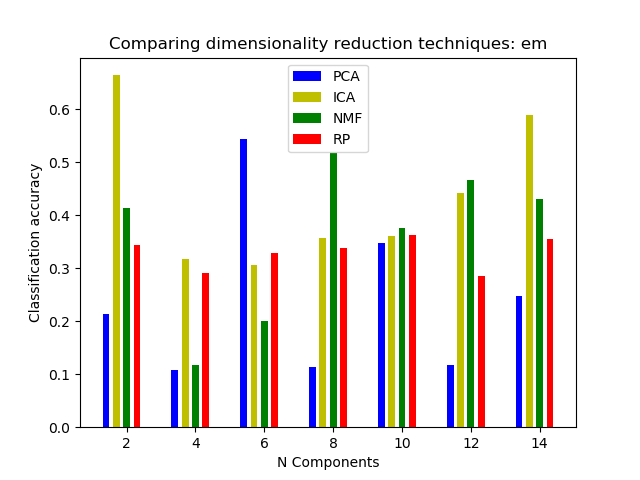 Comparing dimensionality reduction techniques: em
PCA
ICA
NMF
RP
Classification accuracy
0.6
0.5
0.4
0.3
0.2
0.1
0.0
2 4 6 8 10 12 14
N Components